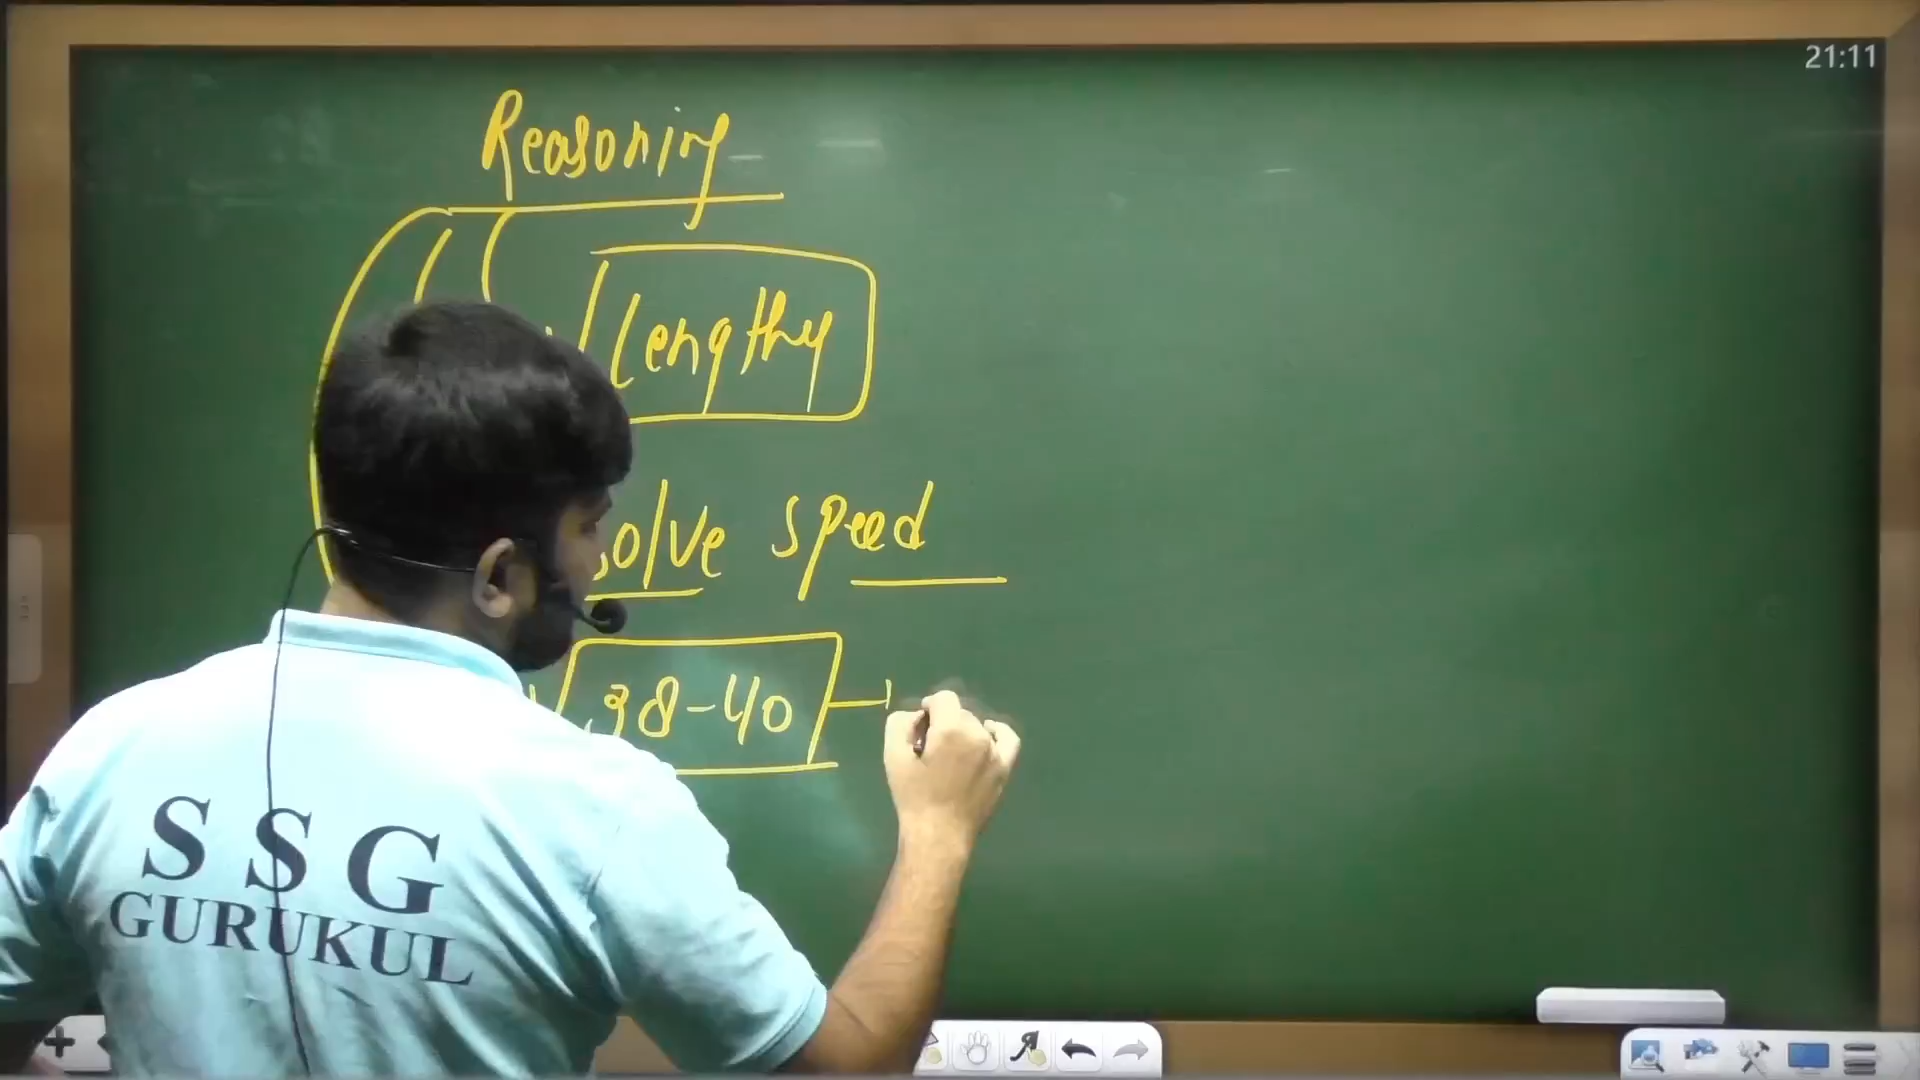 21:11
Reasoning
Lengthy
solve speed
38-40
SSG
GURUKUL